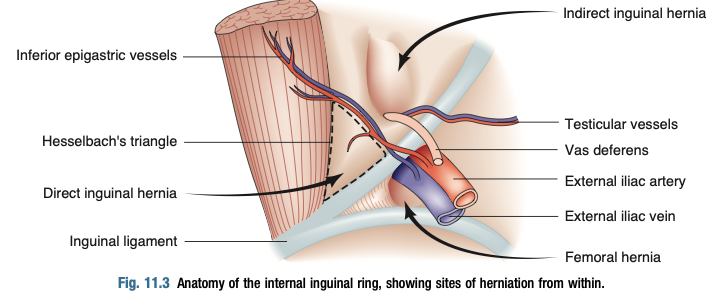 Indirect inguinal hernia
Inferior epigastric vessels
Testicular vessels
Hesselbach's triangle
Vas deferens
External iliac artery
Direct inguinal hernia
External iliac vein
Inguinal ligament
Femoral hernia
Fig. 11.3 Anatomy of the internal inguinal ring, showing sites of herniation from within.